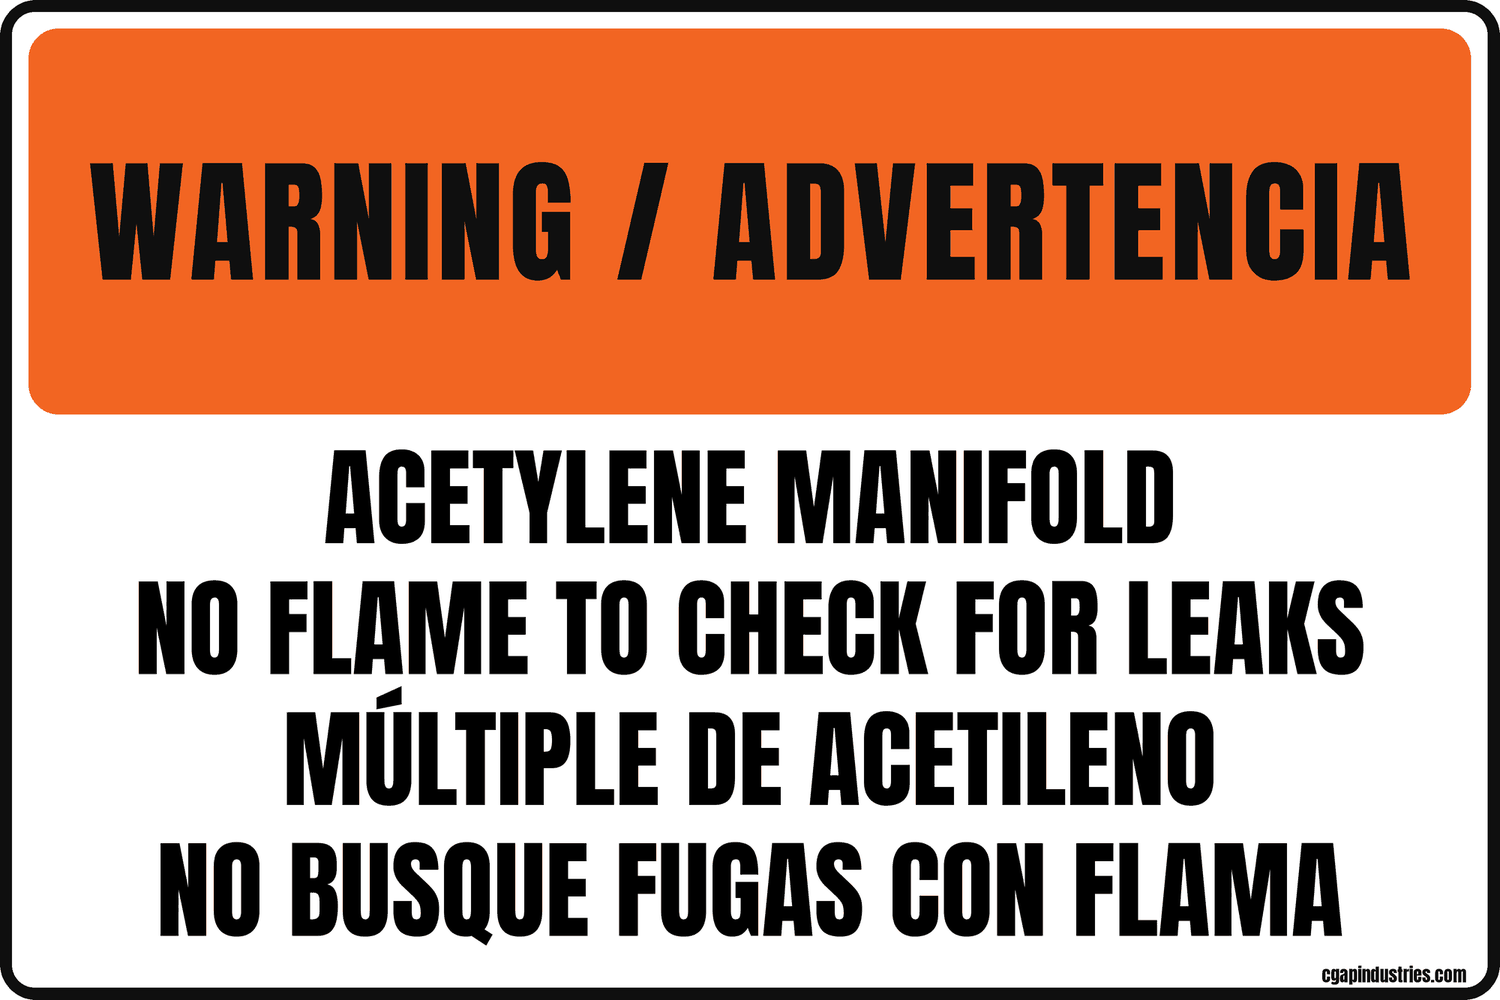 WARNING / ADVERTENCIA
ACETYLENE MANIFOLD
NO FLAME TO CHECK FOR LEAKS
MÚLTIPLE DE ACETILENO
NO BUSQUE FUGAS CON FLAMA
cgapindustries.com